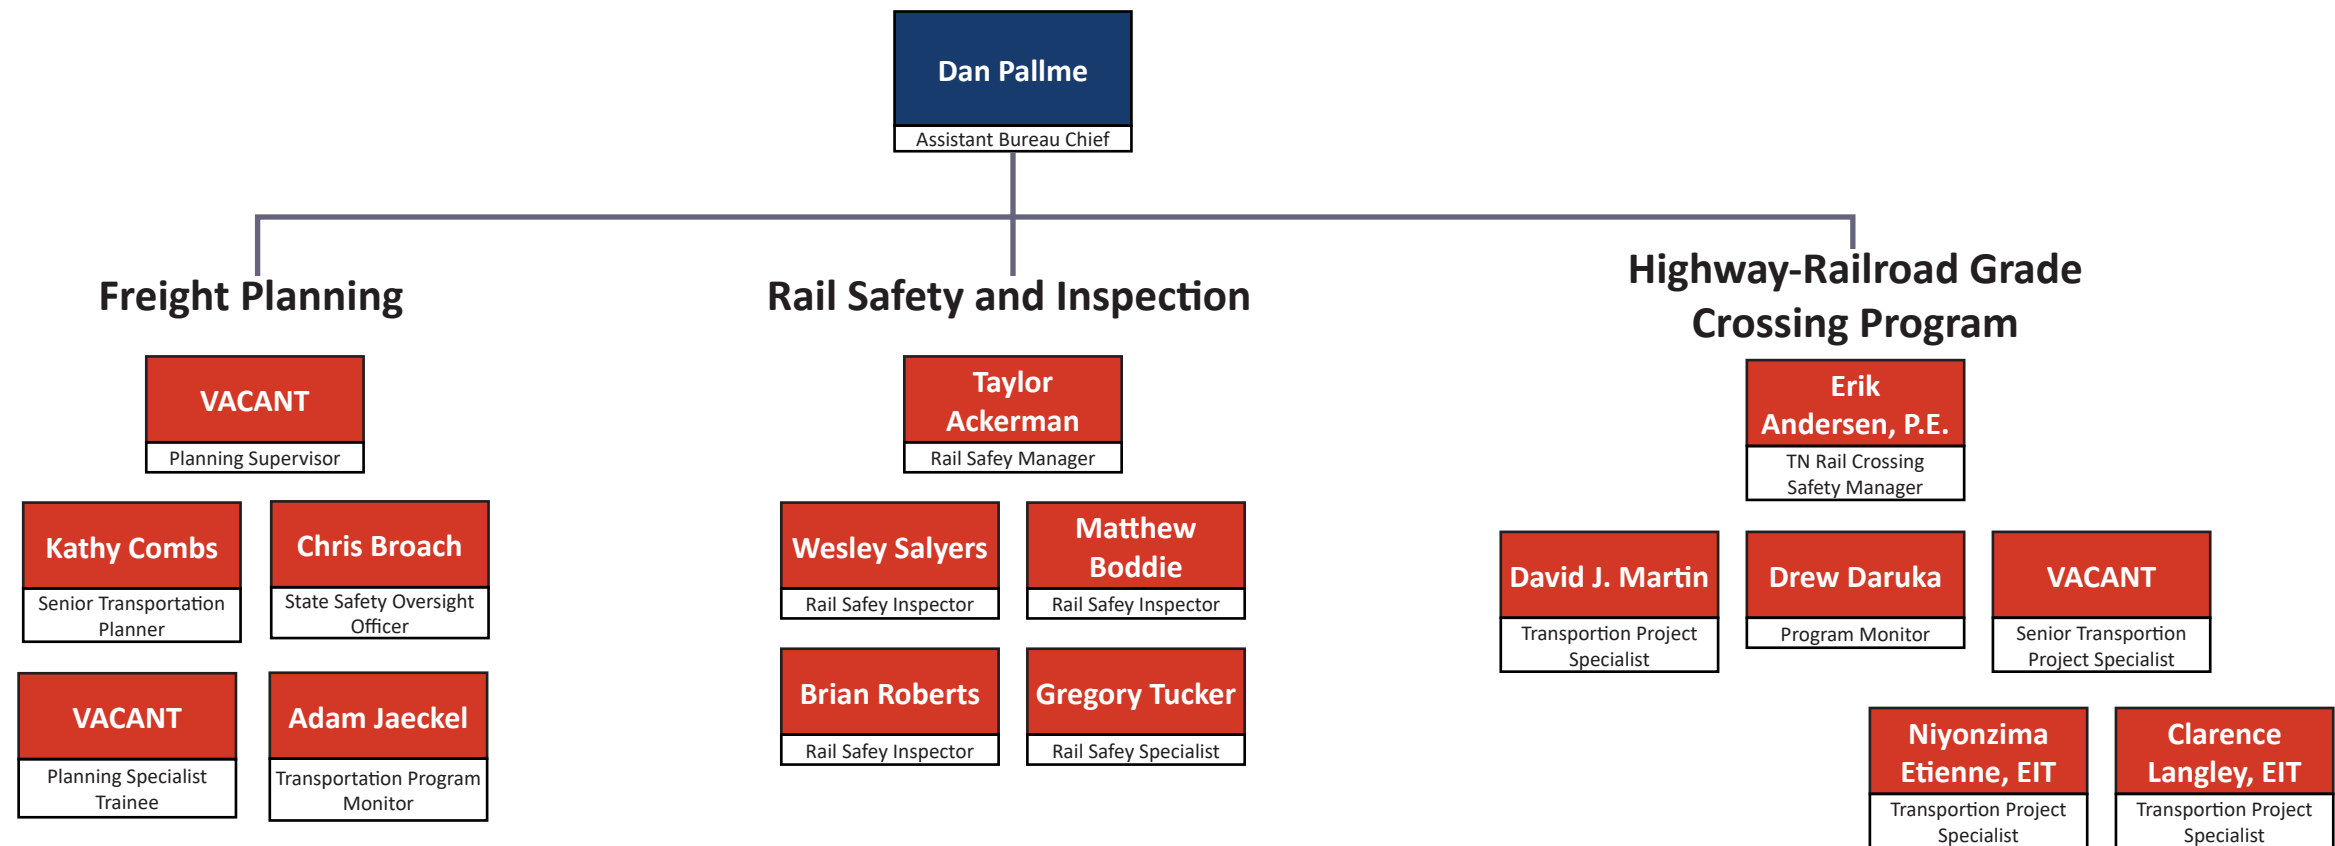 Dan Pallme
Assistant Bureau Chief
Freight Planning
VACANT
Planning Supervisor
Kathy Combs
Senior Transportation
Planner
Chris Broach
State Safety Oversight
Officer
VACANT
Planning Specialist
Trainee
Adam Jaeckel
Transportation Program
Monitor
Rail Safety and Inspection
Taylor
Ackerman
Rail Safey Manager
Wesley Salyers
Rail Safey Inspector
Matthew
Boddie
Rail Safey Inspector
Brian Roberts
Rail Safey Inspector
Gregory Tucker
Rail Safey Specialist
Highway-Railroad Grade
Crossing Program
Erik
Andersen, P.E.
TN Rail Crossing
Safety Manager
David J. Martin
Transportion Project
Specialist
Drew Daruka
Program Monitor
VACANT
Senior Transportion
Project Specialist
Niyonzima
Etienne, EIT
Transportion Project
Specialist
Clarence
Langley, EIT
Transportion Project
Specialist